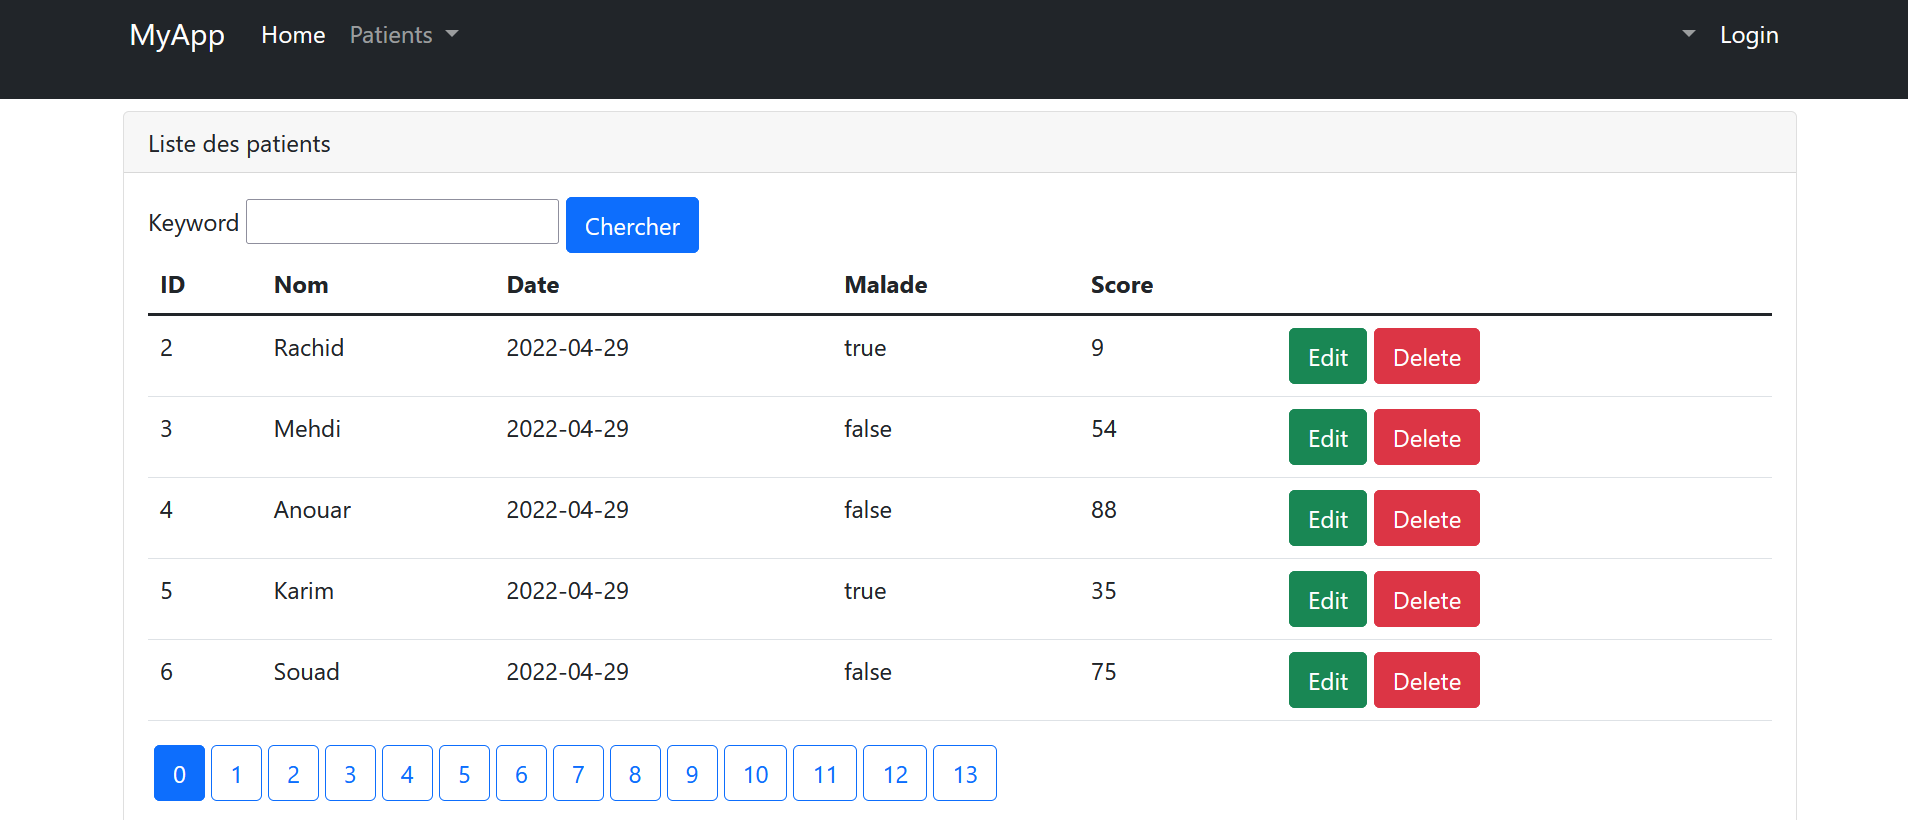 MyApp Home Patients Login
Liste des patients
Keyword Chercher
ID Nom Date Malade Score
2 Rachid 2022-04-29 true 9 Edit Delete
3 Mehdi 2022-04-29 false 54 Edit Delete
4 Anouar 2022-04-29 false 88 Edit Delete
5 Karim 2022-04-29 true 35 Edit Delete
6 Souad 2022-04-29 false 75 Edit Delete
0 1 2 3 4 5 6 7 8 9 10 11 12 13